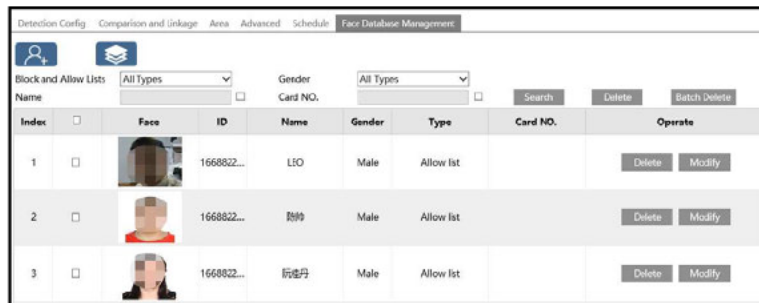 Detection Config Comparison and Linkage Area Advanced Schedule Face Database Management
Block and Allow Lists All Types Gender All Types
Name Card NO. Search Delete Batch Delete
Index Face ID Name Gender Type Card NO. Operate
1 1668822... LEO Male Allow list Delete Modify
2 1668822... Male Allow list Delete Modify
3 1668822... Male Allow list Delete Modify